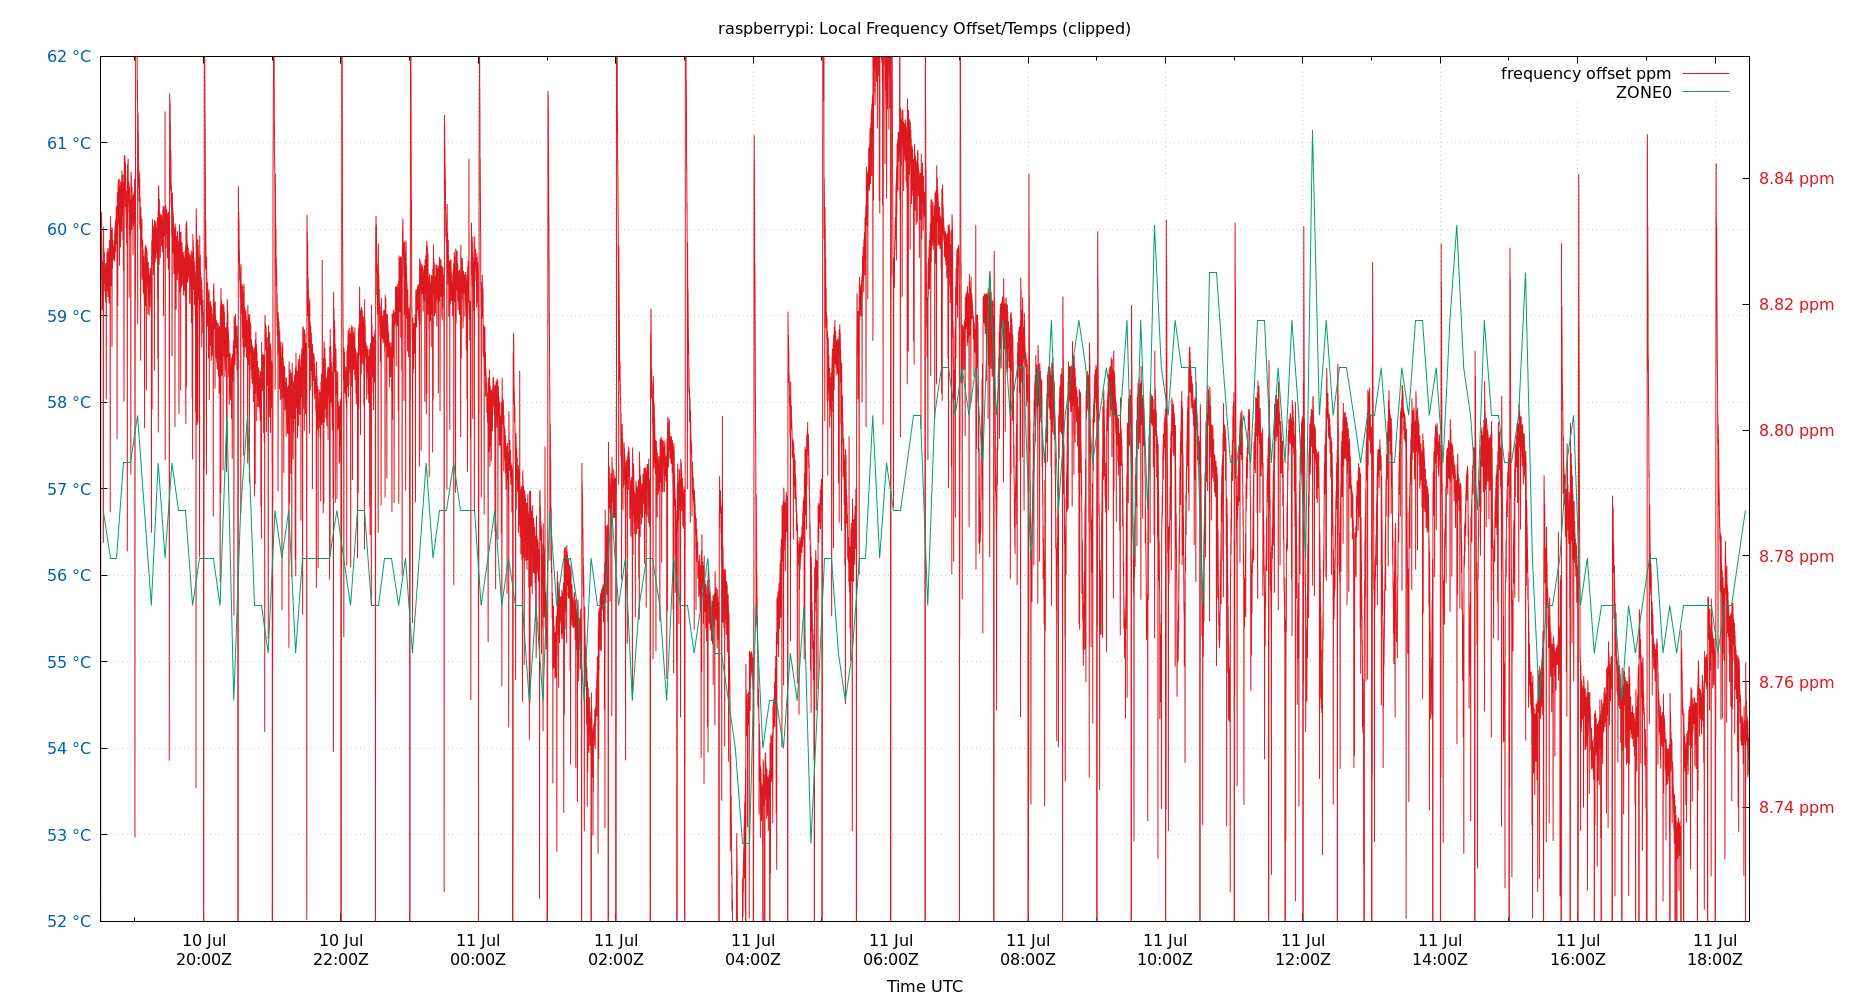 raspberrypi: Local Frequency Offset/Temps (clipped)
frequency offset ppm
ZONE0
62 °C
61 °C
60 °C
59 °C
58 °C
57 °C
56 °C
55 °C
54 °C
53 °C
52 °C
8.84 ppm
8.82 ppm
8.80 ppm
8.78 ppm
8.76 ppm
8.74 ppm
10 Jul
20:00Z
10 Jul
22:00Z
11 Jul
00:00Z
11 Jul
02:00Z
11 Jul
04:00Z
11 Jul
06:00Z
11 Jul
08:00Z
11 Jul
10:00Z
11 Jul
12:00Z
11 Jul
14:00Z
11 Jul
16:00Z
11 Jul
18:00Z
Time UTC